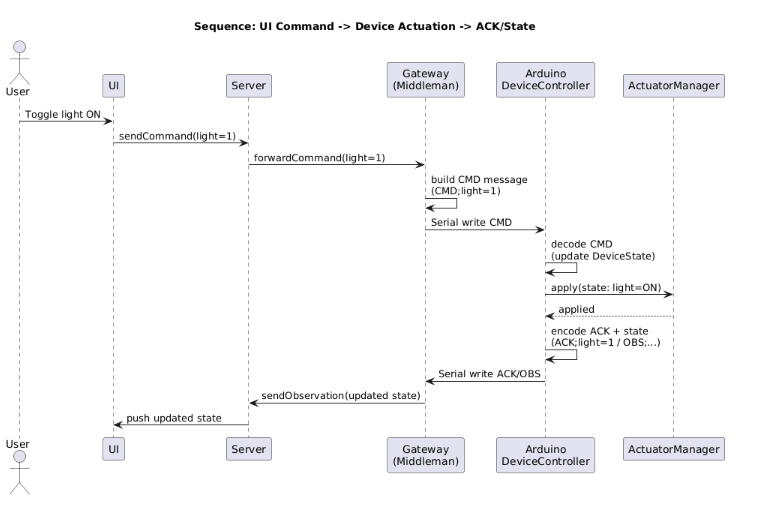 Sequence: UI Command -> Device Actuation -> ACK/State
User
UI
Server
Gateway
(Middleman)
Arduino
DeviceController
ActuatorManager
Toggle light ON
sendCommand(light=1)
forwardCommand(light=1)
build CMD message
(CMD;light=1)
Serial write CMD
decode CMD
(update DeviceState)
apply(state: light=ON)
applied
encode ACK + state
(ACK;light=1 / OBS;...)
Serial write ACK/OBS
sendObservation(updated state)
push updated state
User
UI
Server
Gateway
(Middleman)
Arduino
DeviceController
ActuatorManager